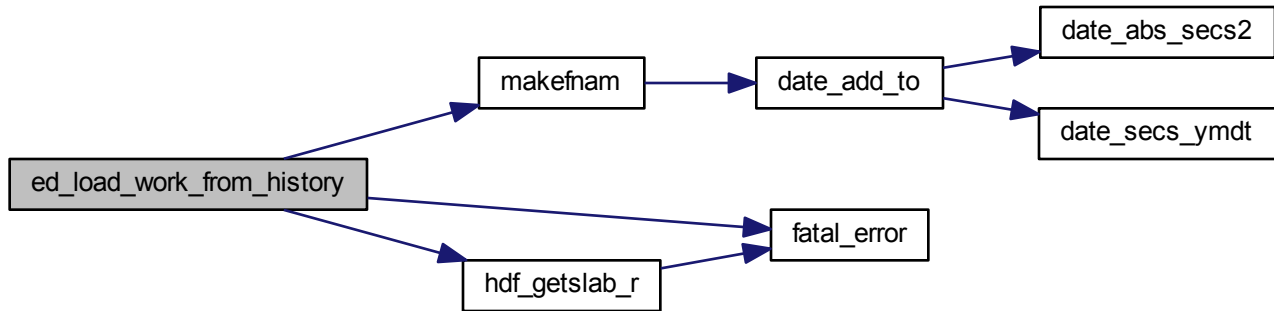 ed_load_work_from_history
makefnam
date_add_to
date_abs_secs2
date_secs_ymdt
fatal_error
hdf_getslab_r